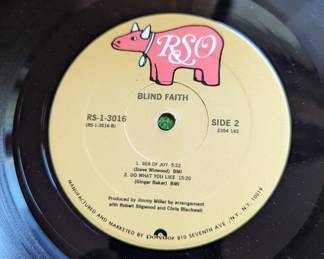 RSO
BLIND FAITH
RS-1-3016
(RS-1-3016-B)
SIDE 2
2394 142
1. SEA OF JOY 5:22
(Steve Winwood) BMI
2. DO WHAT YOU LIKE 15:20
(Ginger Baker) BMI
Produced by Jimmy Miller by arrangement
with Robert Stigwood and Chris Blackwell
MANUFACTURED AND MARKETED BY polydor 810 SEVENTH AVE., N.Y., N.Y. 10019